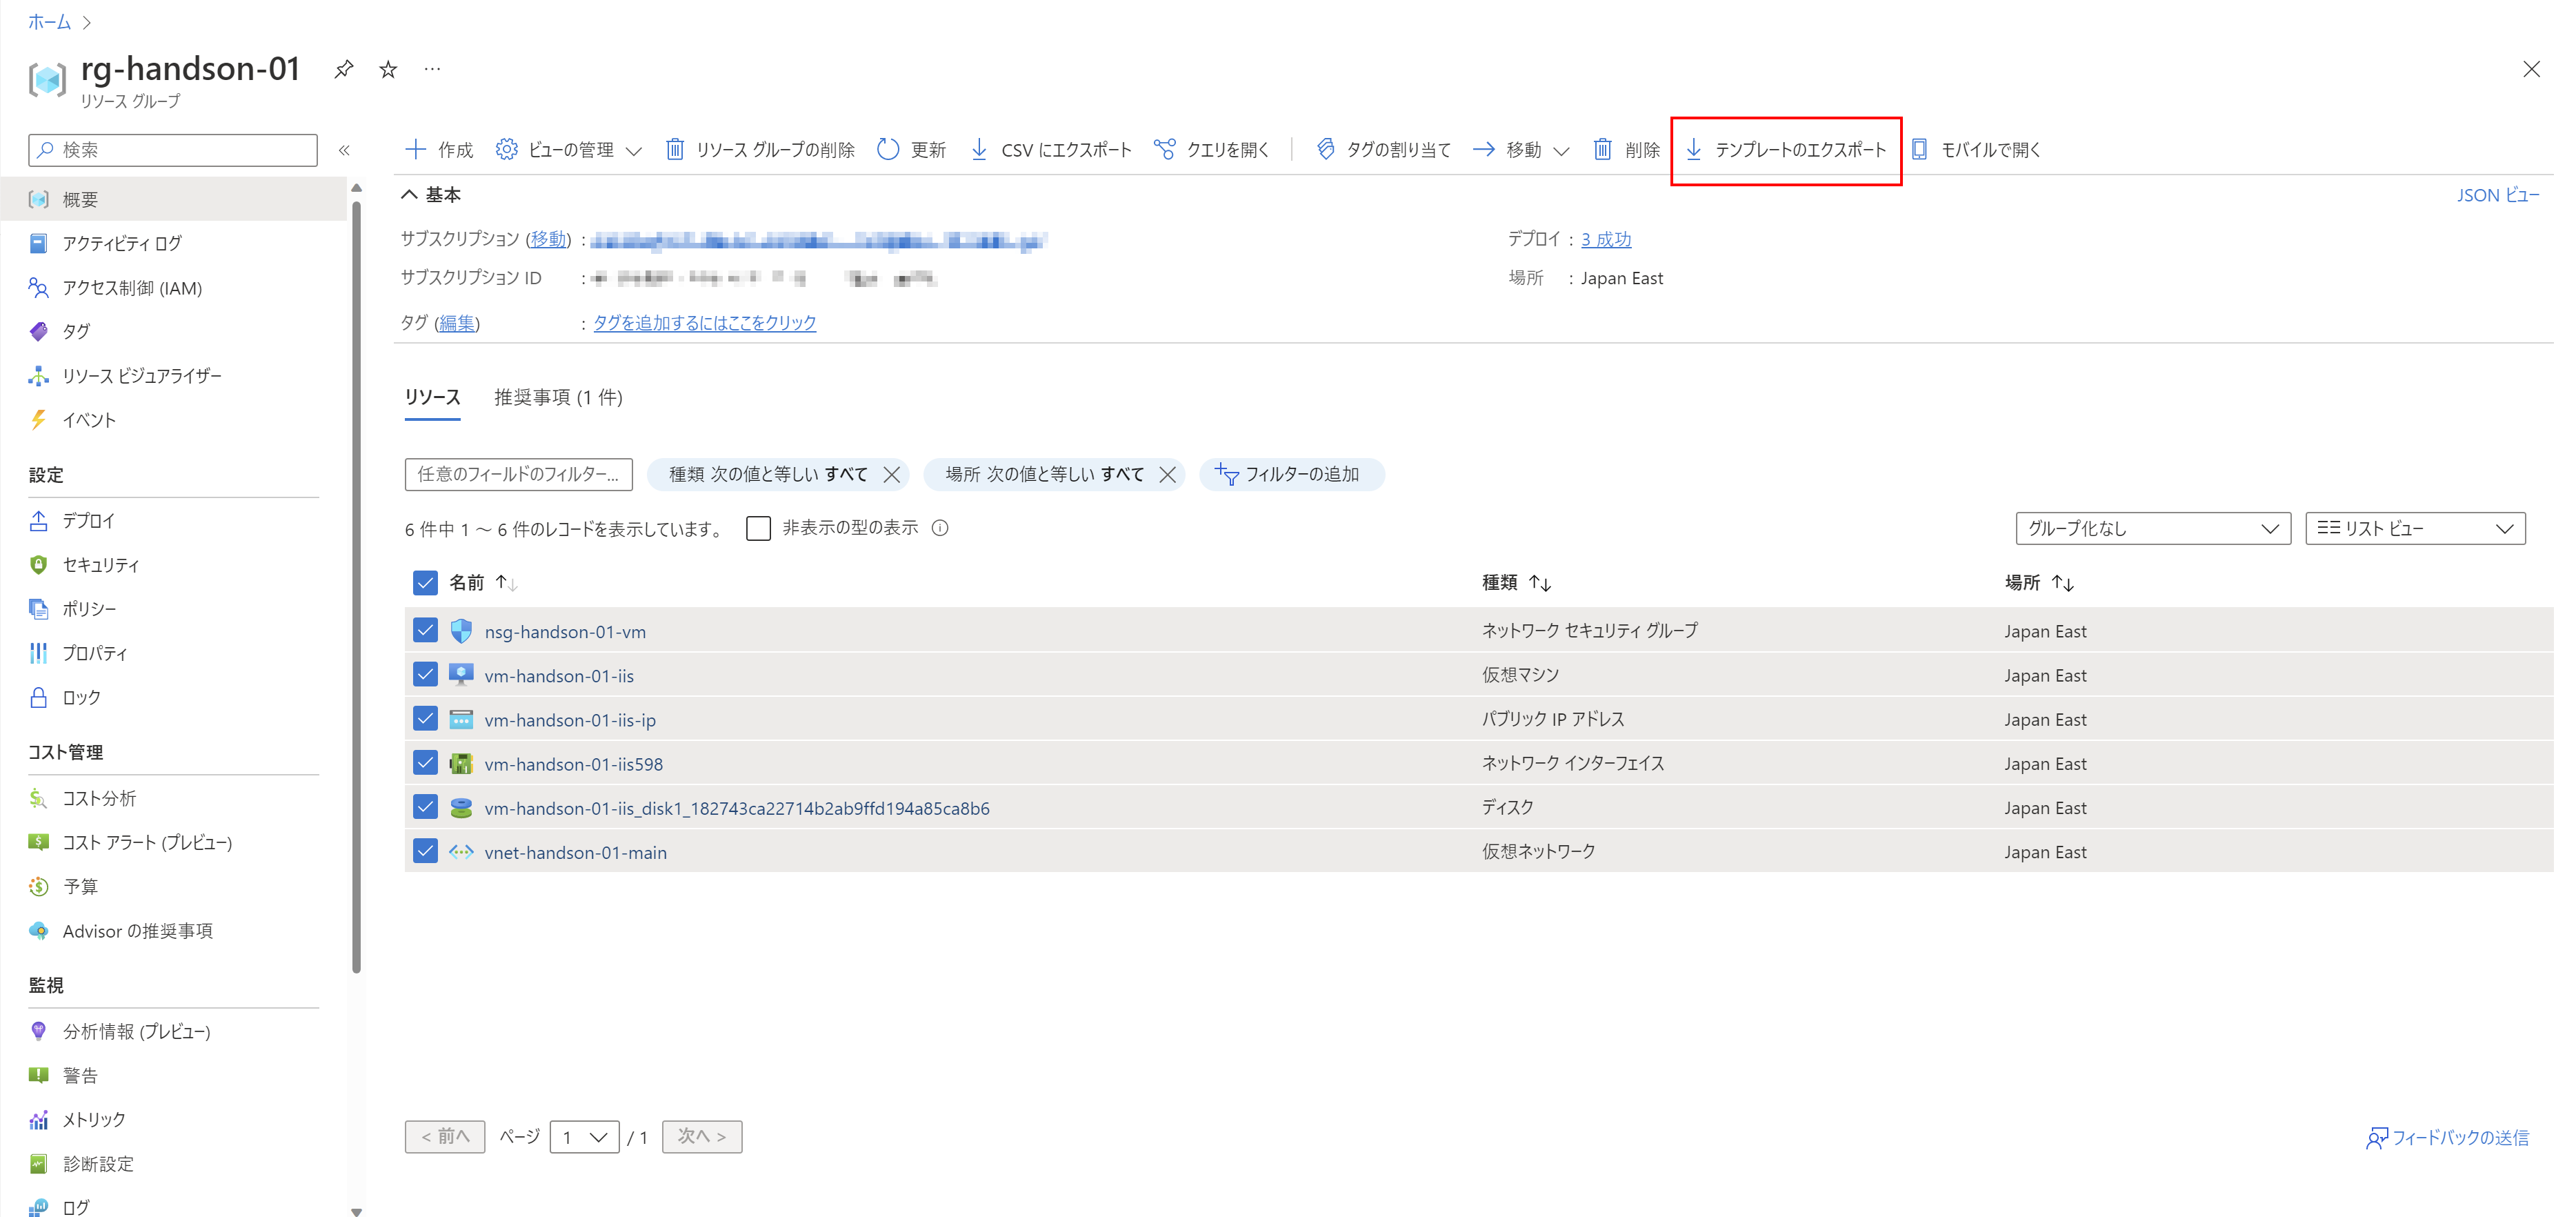 ホーム >
rg-handson-01
リソース グループ
検索
作成 ビューの管理 リソース グループの削除 更新 CSV にエクスポート クエリを開く タグの割り当て 移動 削除 テンプレートのエクスポート モバイルで開く
概要
アクティビティ ログ
アクセス制御 (IAM)
タグ
リソース ビジュアライザー
イベント
設定
デプロイ
セキュリティ
ポリシー
プロパティ
ロック
コスト管理
コスト分析
コスト アラート (プレビュー)
予算
Advisor の推奨事項
監視
分析情報 (プレビュー)
警告
メトリック
診断設定
ログ
基本
JSON ビュー
サブスクリプション (移動) :
デプロイ : 3 成功
サブスクリプション ID :
場所 : Japan East
タグ (編集) : タグを追加するにはここをクリック
リソース 推奨事項 (1 件)
任意のフィールドのフィルター... 種類 次の値と等しい すべて 場所 次の値と等しい すべて フィルターの追加
6 件中 1 ～ 6 件のレコードを表示しています。 非表示の型の表示
グループ化なし リスト ビュー
名前 種類 場所
nsg-handson-01-vm ネットワーク セキュリティ グループ Japan East
vm-handson-01-iis 仮想マシン Japan East
vm-handson-01-iis-ip パブリック IP アドレス Japan East
vm-handson-01-iis598 ネットワーク インターフェイス Japan East
vm-handson-01-iis_disk1_182743ca22714b2ab9ffd194a85ca8b6 ディスク Japan East
vnet-handson-01-main 仮想ネットワーク Japan East
< 前へ ページ 1 / 1 次へ >
フィードバックの送信